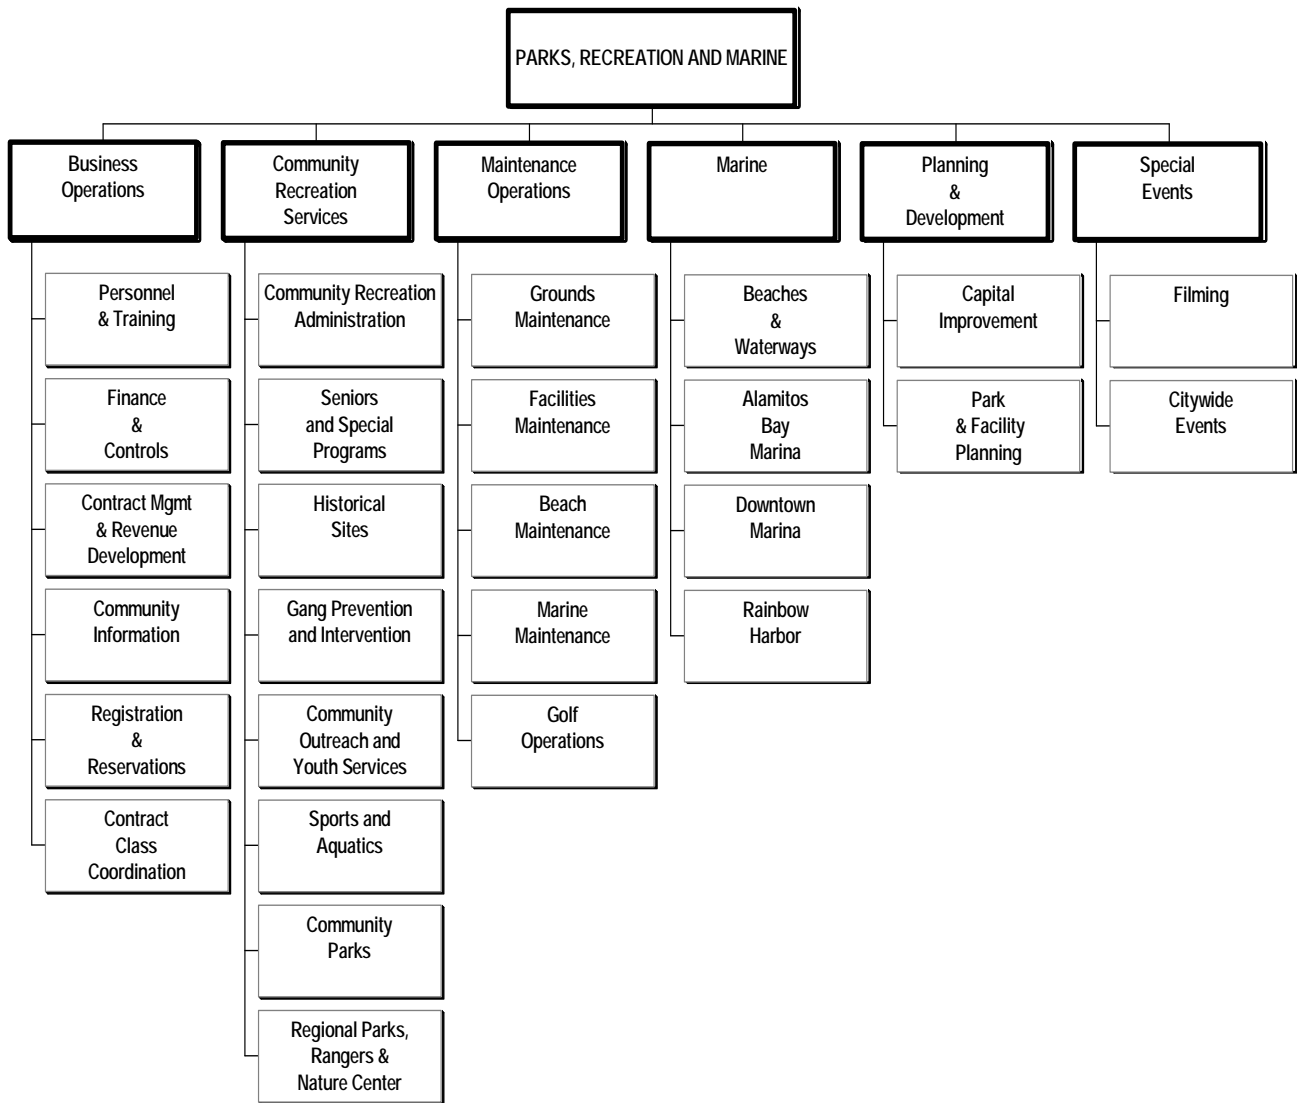 PARKS, RECREATION AND MARINE
Business
Operations
Community
Recreation
Services
Maintenance
Operations
Marine
Planning
&
Development
Special
Events
Personnel
& Training
Finance
&
Controls
Contract Mgmt
& Revenue
Development
Community
Information
Registration
&
Reservations
Contract
Class
Coordination
Community Recreation
Administration
Seniors
and Special
Programs
Historical
Sites
Gang Prevention
and Intervention
Community
Outreach and
Youth Services
Sports and
Aquatics
Community
Parks
Regional Parks,
Rangers &
Nature Center
Grounds
Maintenance
Facilities
Maintenance
Beach
Maintenance
Marine
Maintenance
Golf
Operations
Beaches
&
Waterways
Alamitos
Bay
Marina
Downtown
Marina
Rainbow
Harbor
Capital
Improvement
Park
& Facility
Planning
Filming
Citywide
Events